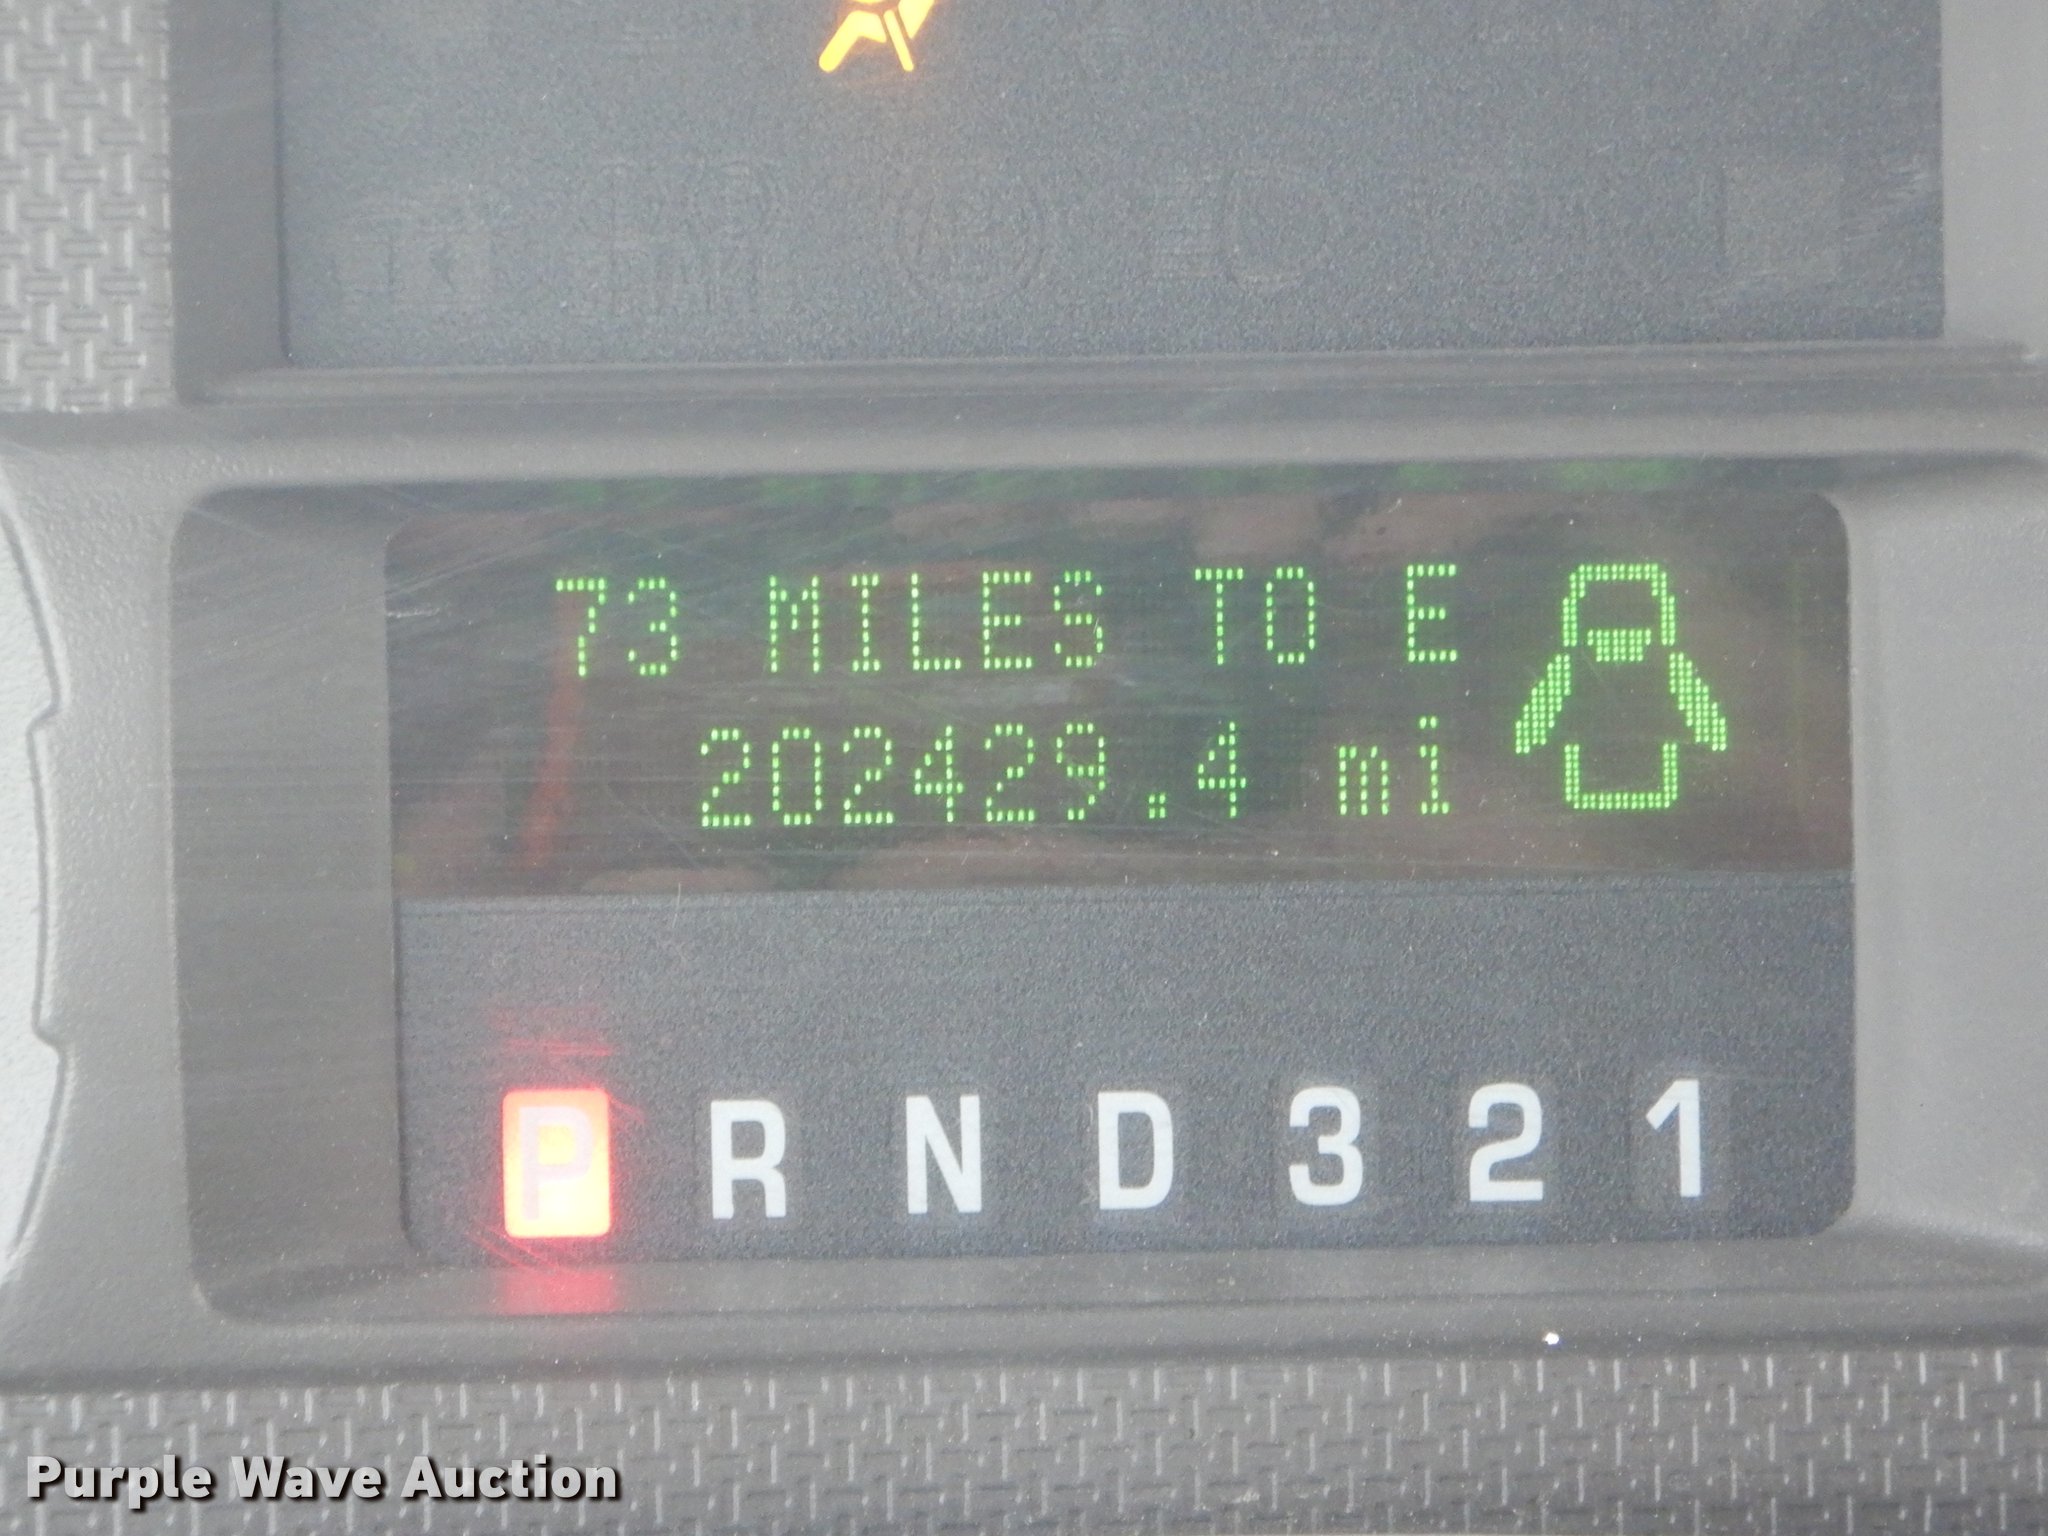 73 MILES TO E
202429.4 mi
P R N D 3 2 1
Purple Wave Auction